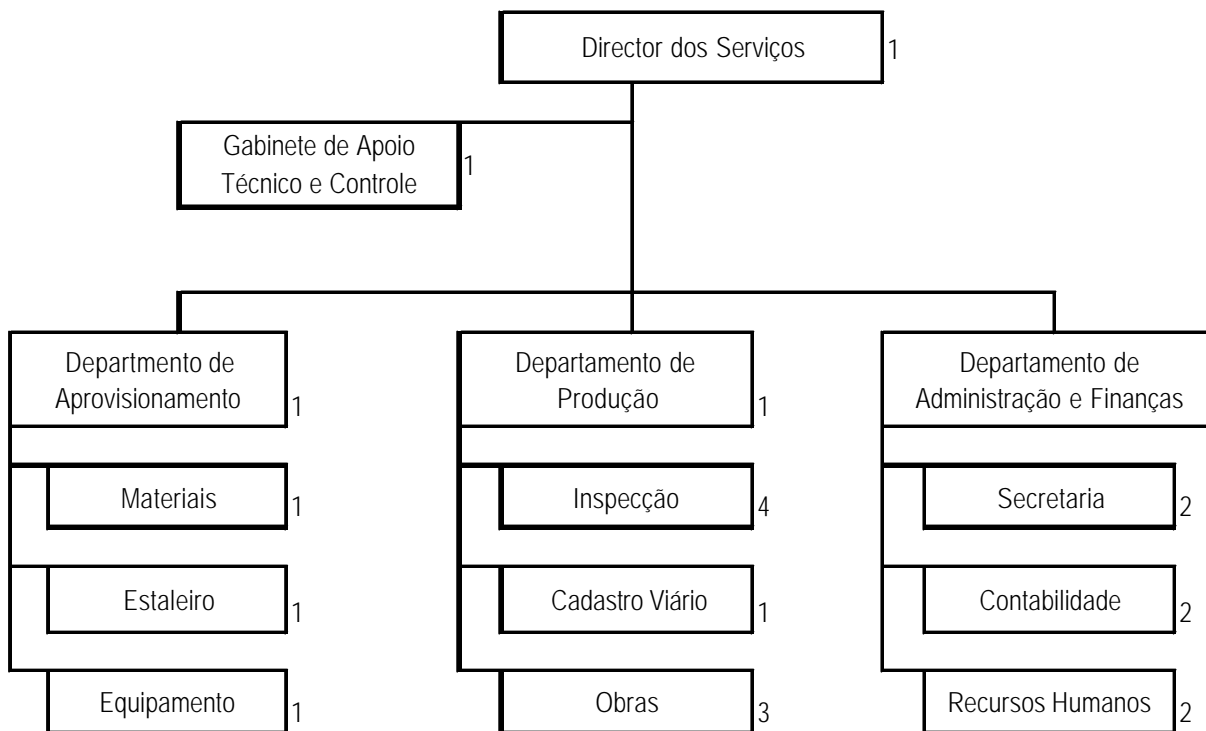 Director dos Serviços
1
Gabinete de Apoio
Técnico e Controle
1
Departmento de
Aprovisionamento
1
Departamento de
Produção
1
Departamento de
Administração e Finanças
Materiais
1
Inspecção
4
Secretaria
2
Estaleiro
1
Cadastro Viário
1
Contabilidade
2
Equipamento
1
Obras
3
Recursos Humanos
2